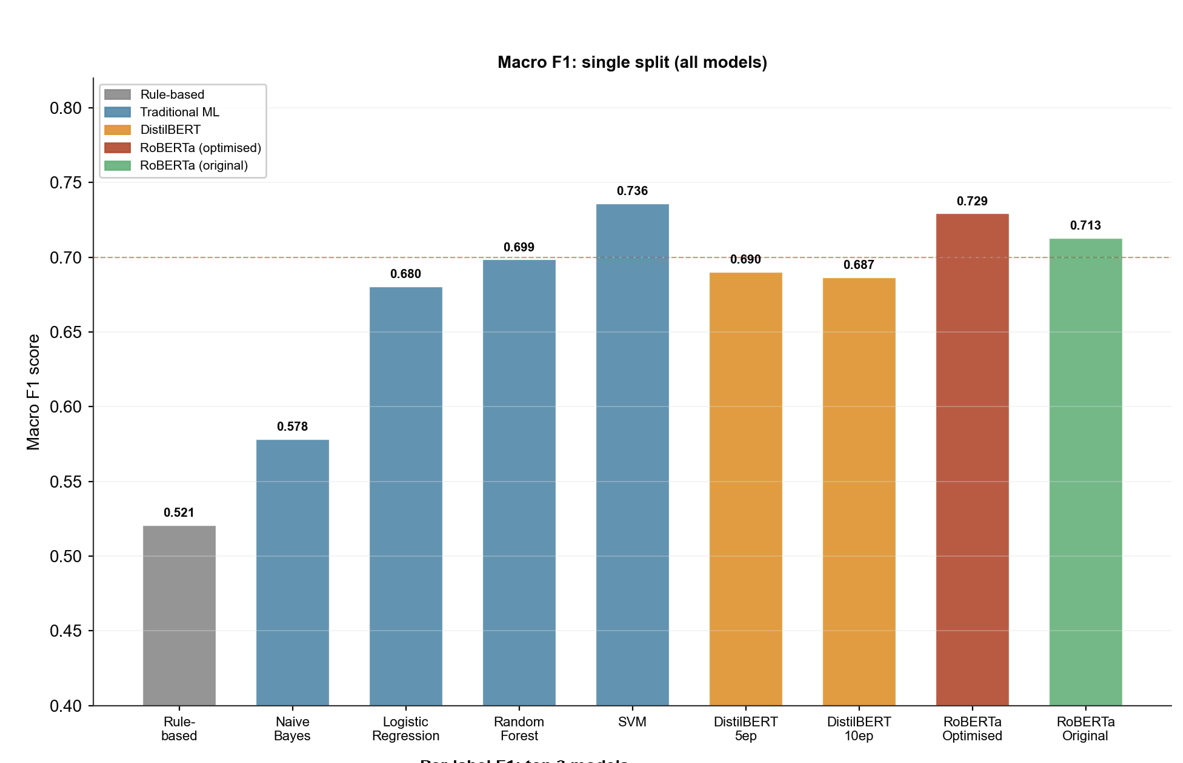 Macro F1: single split (all models)
Rule-based
Traditional ML
DistilBERT
RoBERTa (optimised)
RoBERTa (original)
Macro F1 score
0.80
0.75
0.70
0.65
0.60
0.55
0.50
0.45
0.40
0.521
0.578
0.680
0.699
0.736
0.690
0.687
0.729
0.713
Rule-
based
Naive
Bayes
Logistic
Regression
Random
Forest
SVM
DistilBERT
5ep
DistilBERT
10ep
RoBERTa
Optimised
RoBERTa
Original